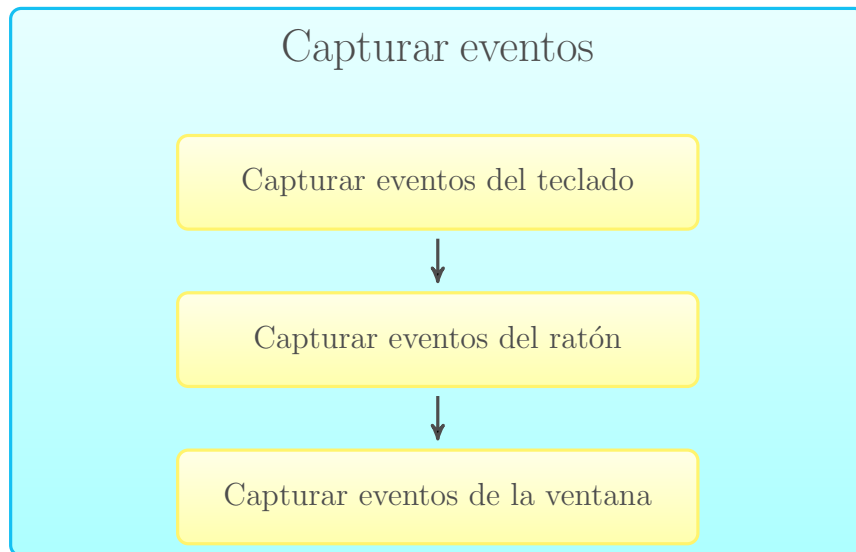 Capturar eventos
Capturar eventos del teclado
Capturar eventos del ratón
Capturar eventos de la ventana